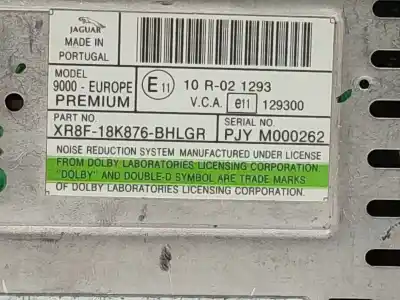 JAGUAR
MADE IN
PORTUGAL
MODEL
9000 - EUROPE
PREMIUM
E 11
10 R-02 1293
V.C.A. e11 129300
PART NO.
XR8F-18K876-BHLGR
SERIAL NO.
PJY M000262
NOISE REDUCTION SYSTEM MANUFACTURED UNDER LICENSE
FROM DOLBY LABORATORIES LICENSING CORPORATION.
"DOLBY" AND DOUBLE-D SYMBOL ARE TRADE MARKS
OF DOLBY LABORATORIES LICENSING CORPORATION.